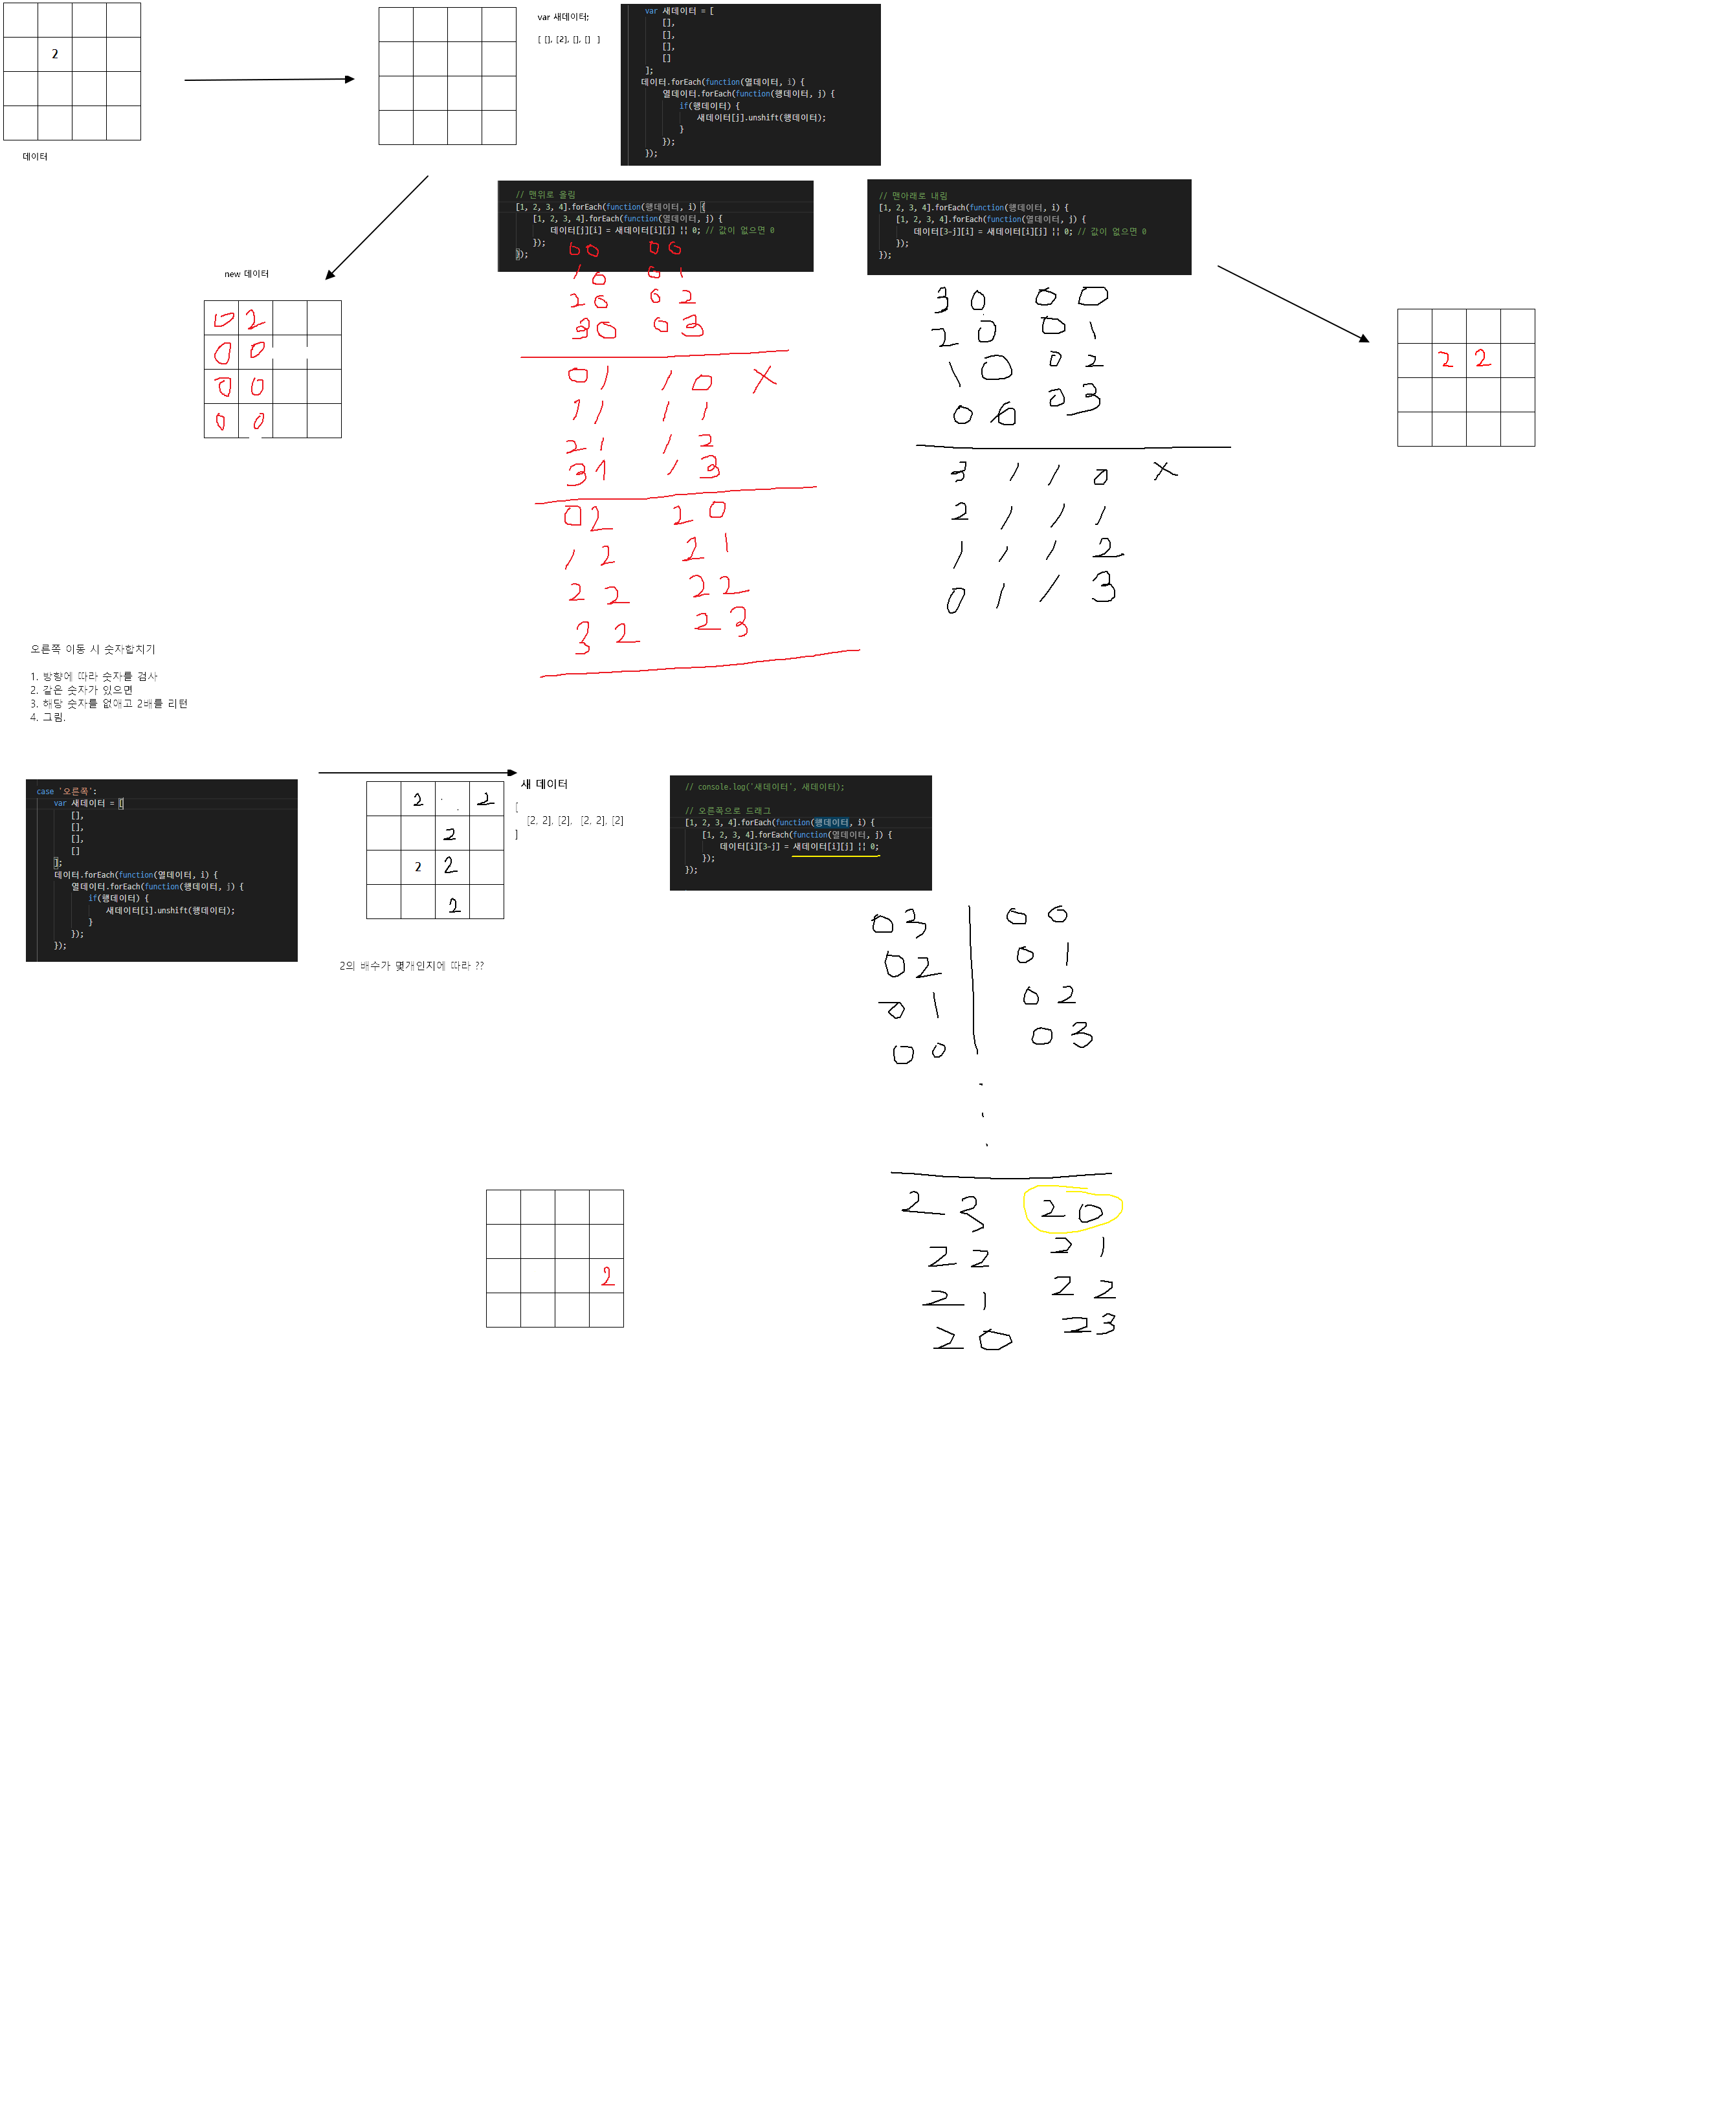 2
데이터
var 새데이터;
[ [], [2], [], [] ]
var 새데이터 = [
[],
[],
[],
[]
];
데이터.forEach(function(열데이터, i) {
열데이터.forEach(function(행데이터, j) {
if(행데이터) {
새데이터[j].unshift(행데이터);
}
});
});
// 맨위로 올림
[1, 2, 3, 4].forEach(function(행데이터, i) {
[1, 2, 3, 4].forEach(function(열데이터, j) {
데이터[j][i] = 새데이터[i][j] || 0; // 값이 없으면 0
});
});
00 00
10 01
20 02
30 03
01 10 X
11 11
21 12
31 13
02 20
12 21
22 22
32 23
// 맨아래로 내림
[1, 2, 3, 4].forEach(function(행데이터, i) {
[1, 2, 3, 4].forEach(function(열데이터, j) {
데이터[3-j][i] = 새데이터[i][j] || 0; // 값이 없으면 0
});
});
3 0 0 0
2 0 0 1
1 0 0 2
0 0 0 3
3 1 1 0 X
2 1 1 1
1 1 1 2
0 1 1 3
2 2
new 데이터
0 2
0 0
0 0
0 0
오른쪽 이동 시 숫자합치기
1. 방향에 따라 숫자를 검사
2. 같은 숫자가 있으면
3. 해당 숫자를 없애고 2배를 리턴
4. 그림.
case '오른쪽':
var 새데이터 = [
[],
[],
[],
[]
];
데이터.forEach(function(열데이터, i) {
열데이터.forEach(function(행데이터, j) {
if(행데이터) {
새데이터[i].unshift(행데이터);
}
});
});
2 2
2
2 2
2
2의 배수가 몇개인지에 따라 ??
새 데이터
[
[2, 2], [2], [2, 2], [2]
]
// console.log('새데이터', 새데이터);
// 오른쪽으로 드래그
[1, 2, 3, 4].forEach(function(행데이터, i) {
[1, 2, 3, 4].forEach(function(열데이터, j) {
데이터[i][3-j] = 새데이터[i][j] || 0;
});
});
03 00
02 01
01 02
00 03
.
.
.
23 20
22 21
21 22
20 23
2